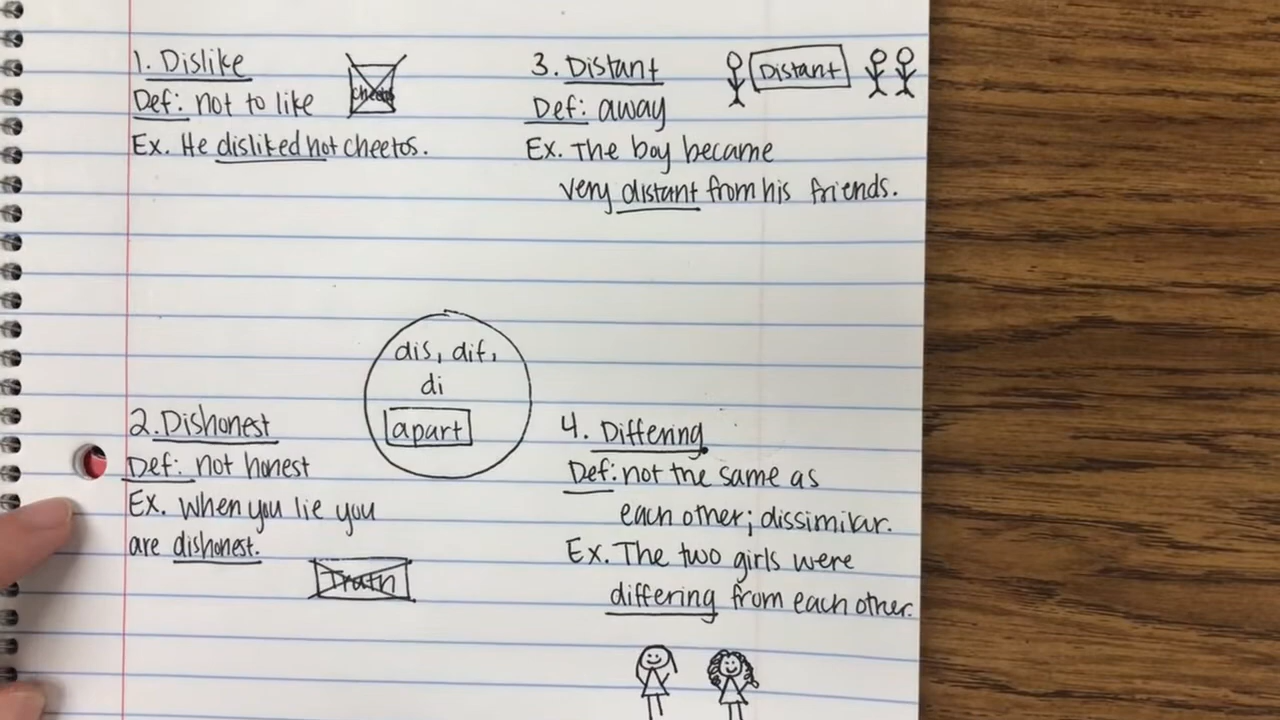 1. Dislike
Def: not to like
cheetos
Ex. He disliked hot cheetos.
3. Distant
Distant
Def: away
Ex. The boy became
very distant from his friends.
dis, dif,
di
apart
2. Dishonest
Def: not honest
Ex. When you lie you
are dishonest.
Truth
4. Differing
Def: not the same as
each other; dissimilar.
Ex. The two girls were
differing from each other.